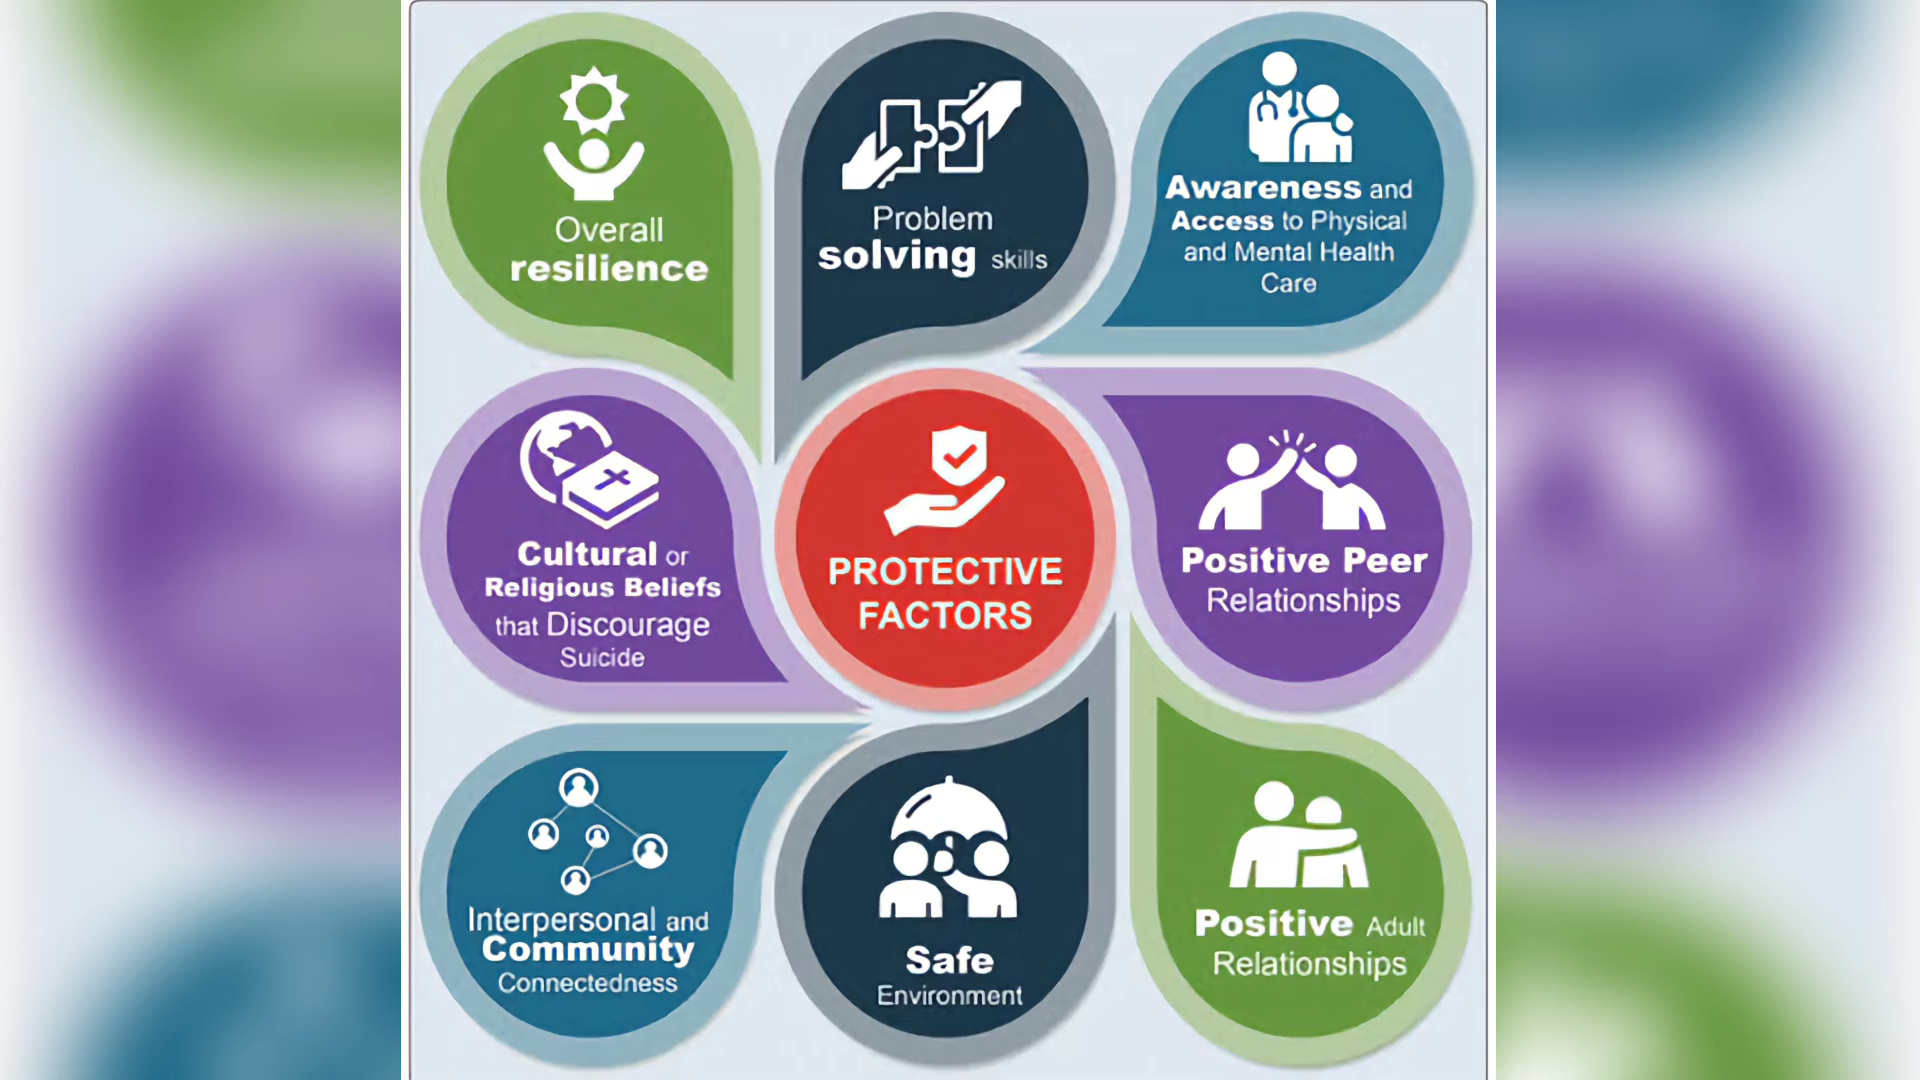 Overall
resilience
Problem
solving skills
Awareness and
Access to Physical
and Mental Health
Care
Cultural or
Religious Beliefs
that Discourage
Suicide
PROTECTIVE
FACTORS
Positive Peer
Relationships
Interpersonal and
Community
Connectedness
Safe
Environment
Positive Adult
Relationships